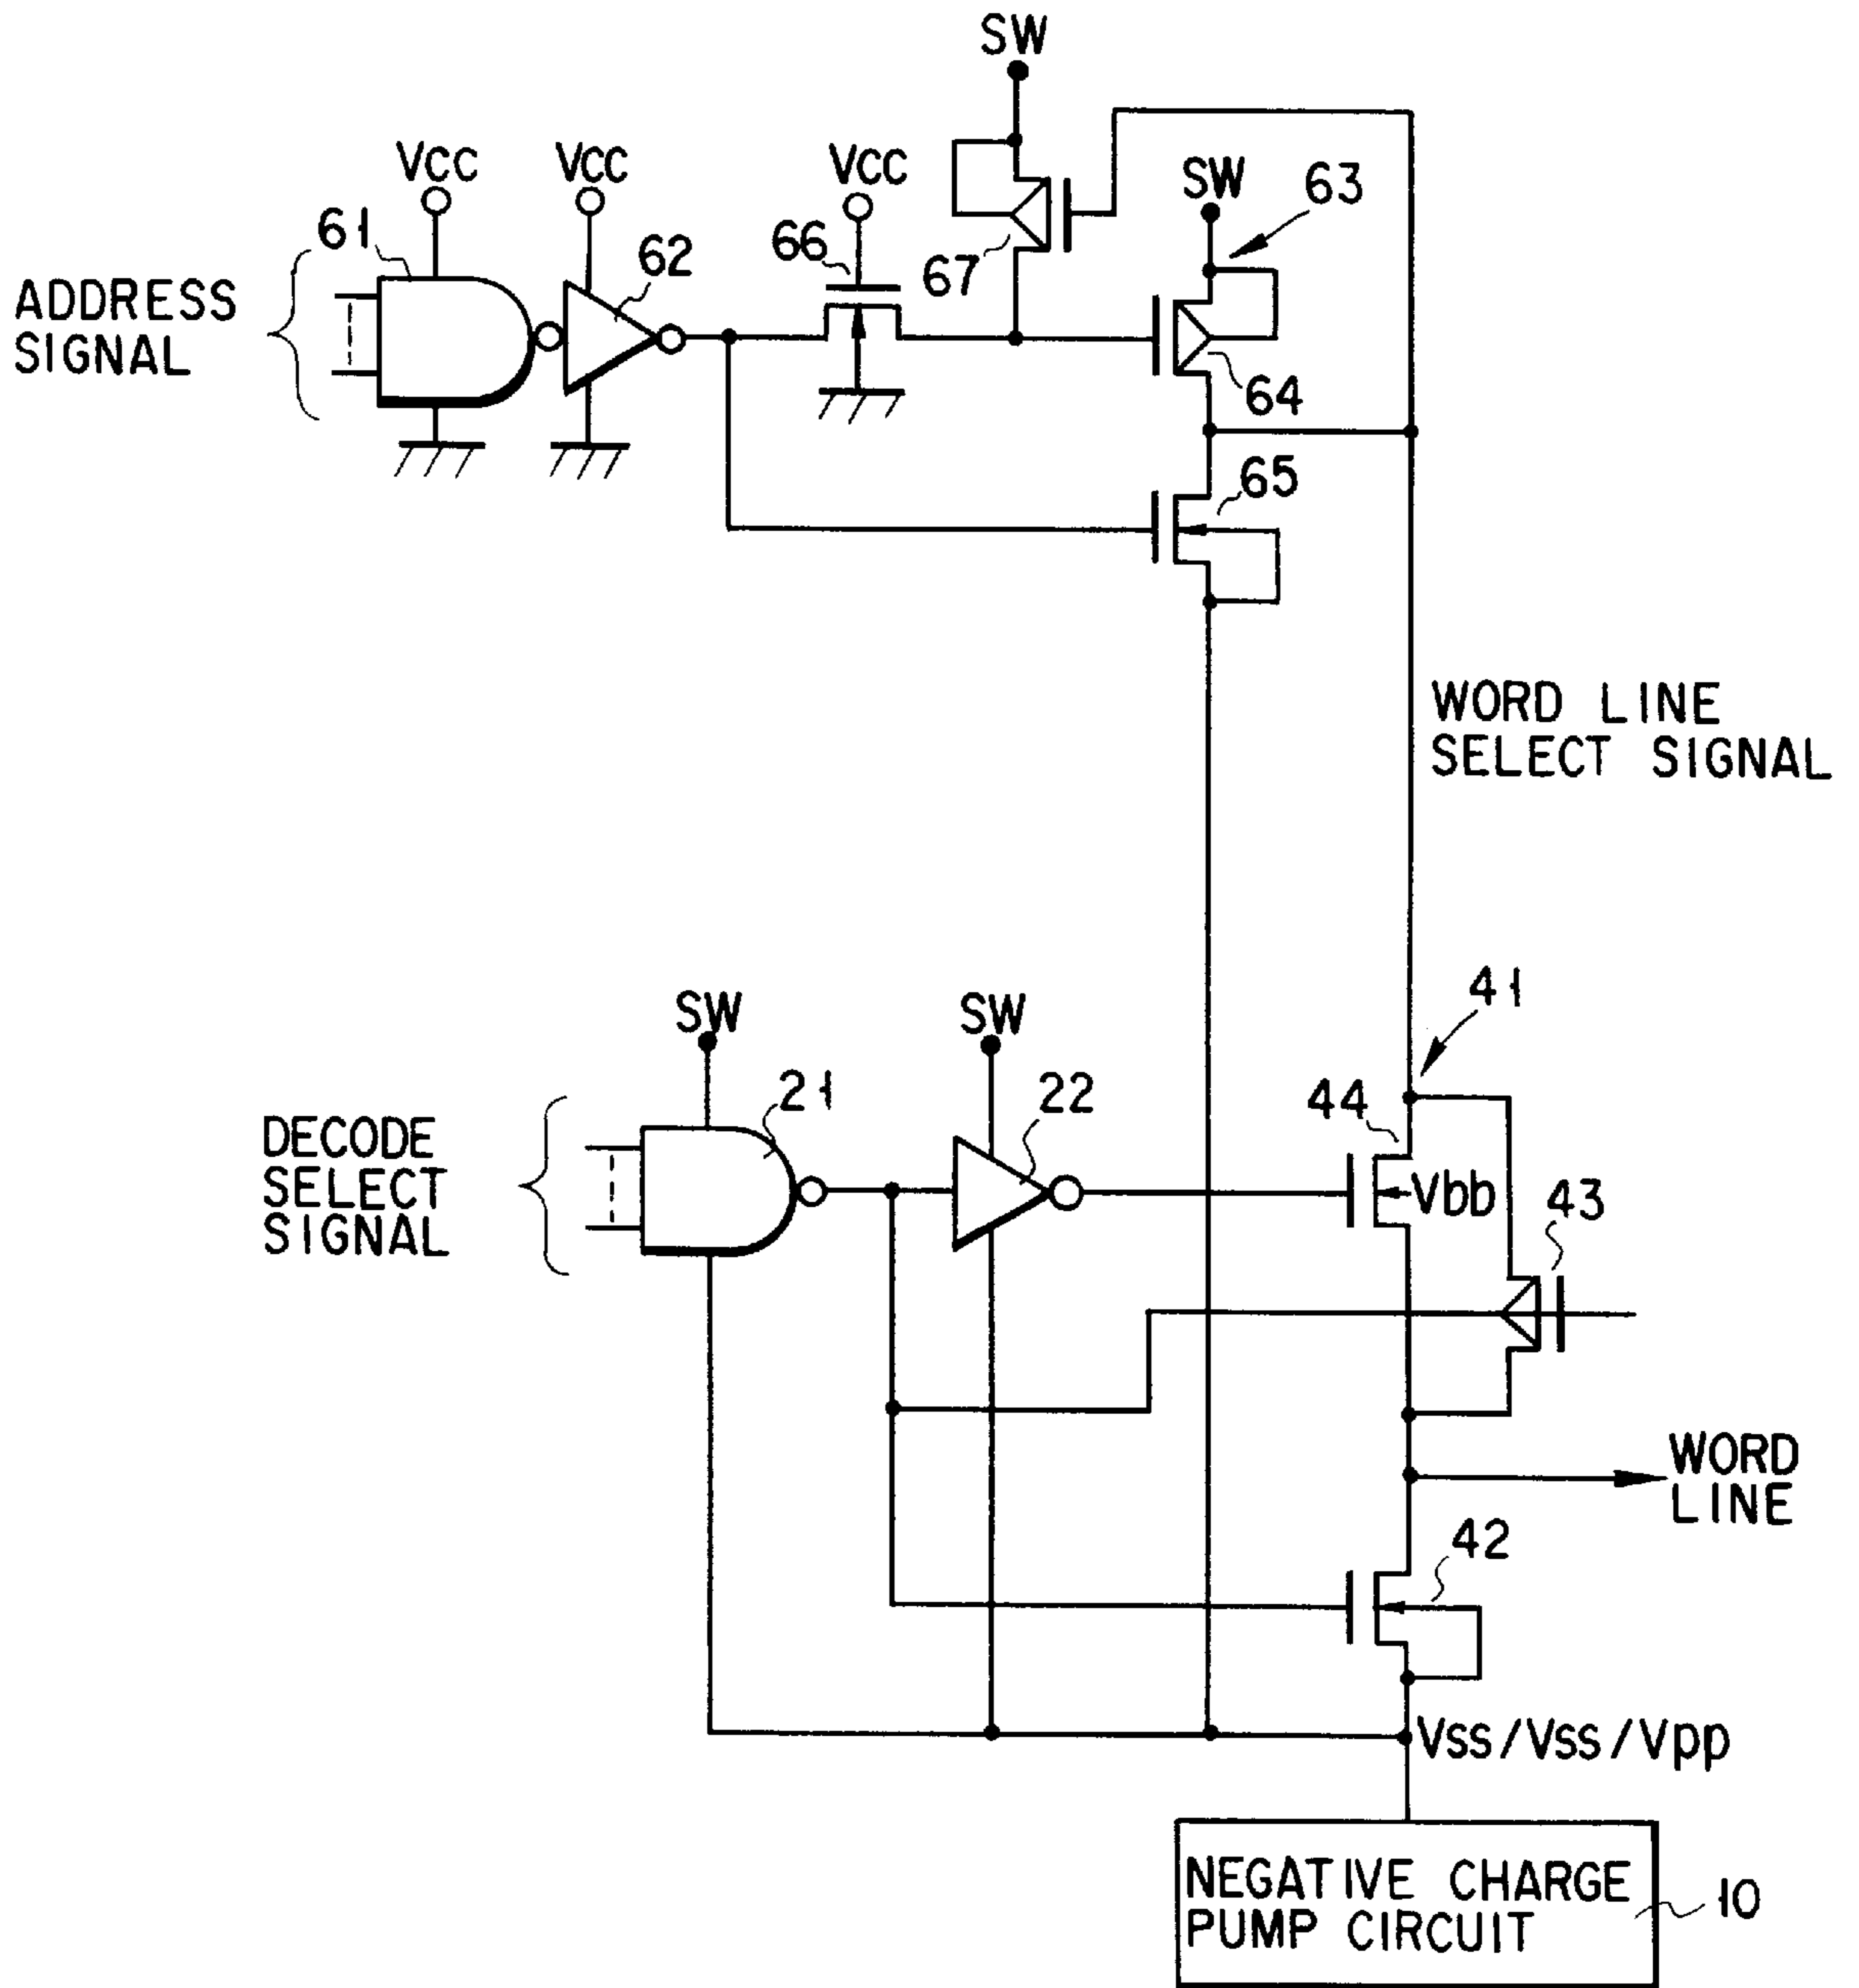 SW
VCC
VCC
VCC
SW
63
61
62
66
67
ADDRESS
SIGNAL
64
65
WORD LINE
SELECT SIGNAL
41
SW
SW
21
22
44
DECODE
SELECT
SIGNAL
Vbb
43
WORD
LINE
42
Vss/Vss/Vpp
NEGATIVE CHARGE
PUMP CIRCUIT
10